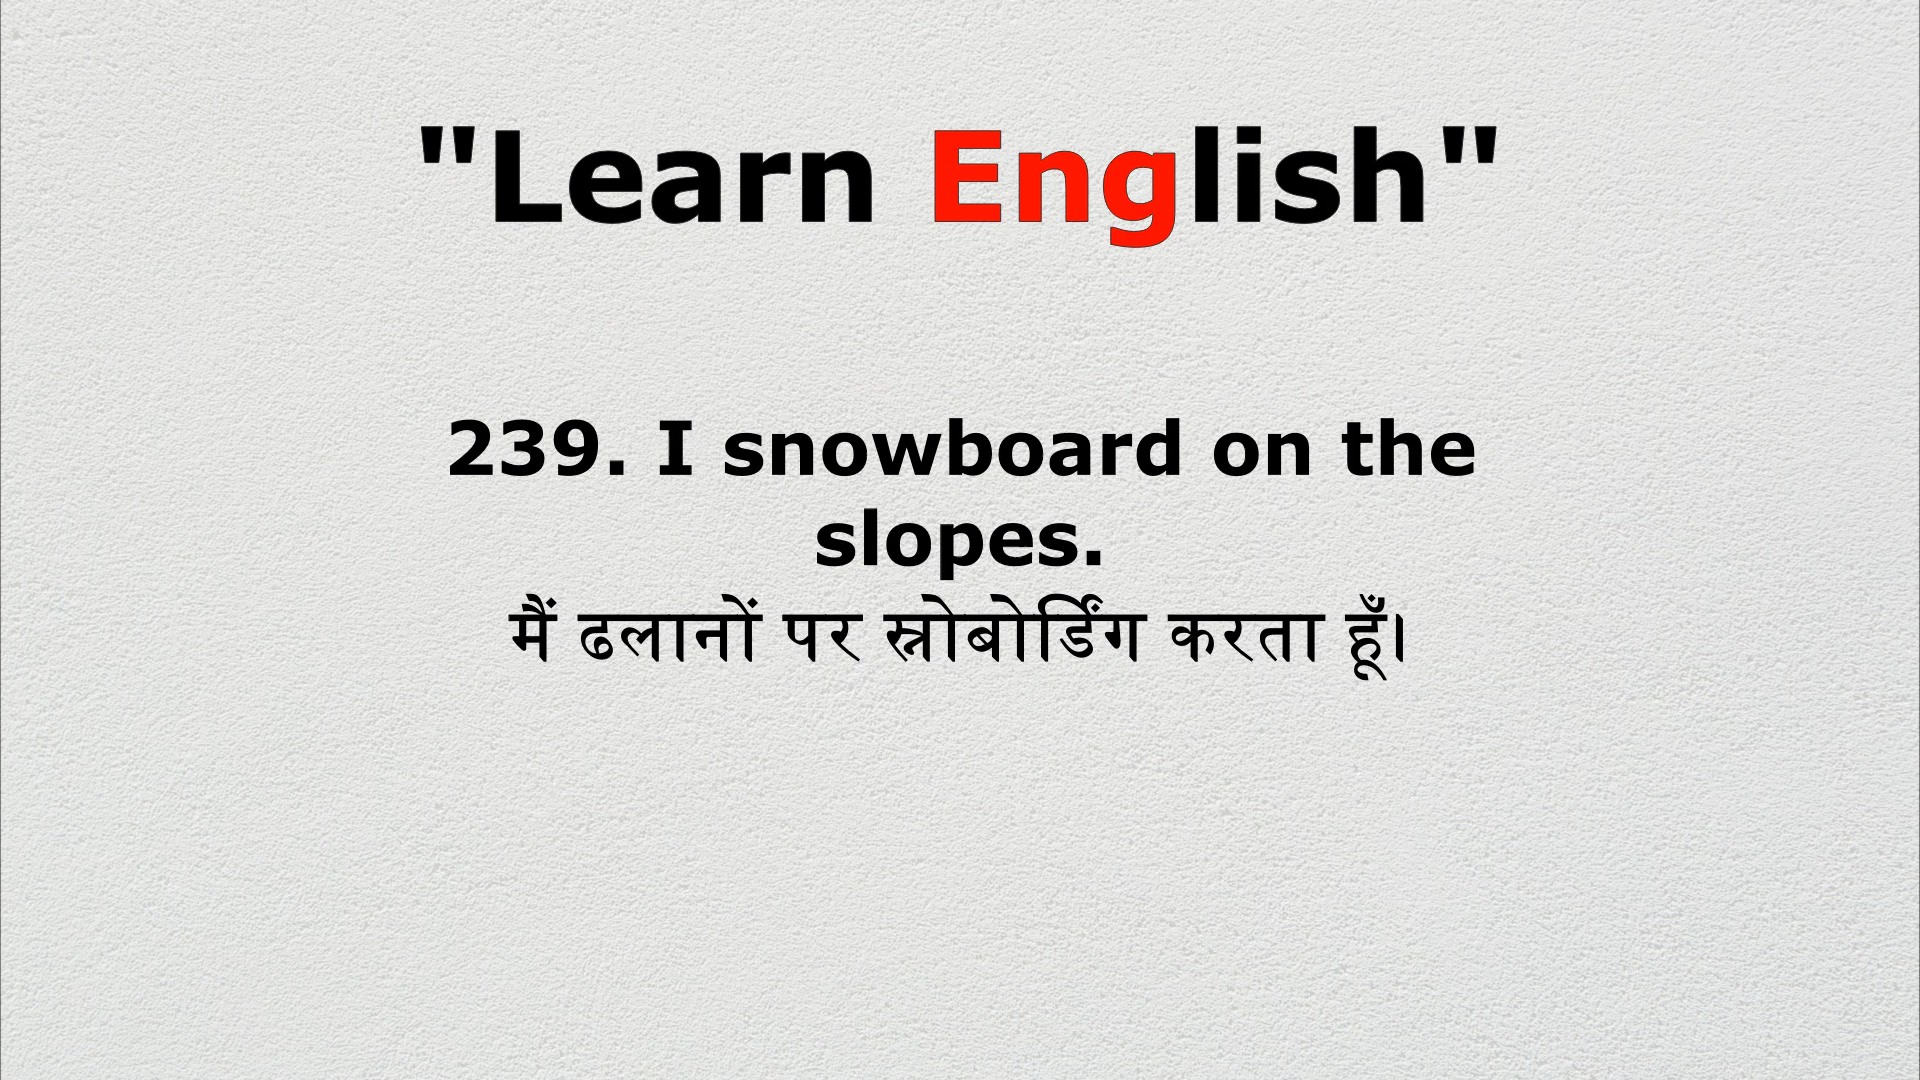 "Learn English"
239. I snowboard on the
slopes.
मैं ढलानों पर स्नोबोर्डिंग करता हूँ।